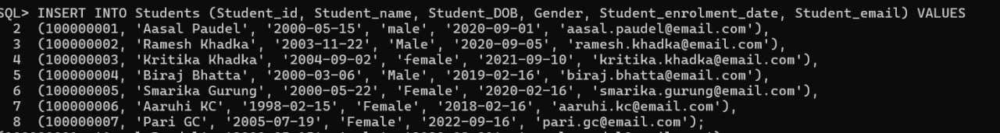 SQL> INSERT INTO Students (Student_id, Student_name, Student_DOB, Gender, Student_enrolment_date, Student_email) VALUES
2 (100000001, 'Aasal Paudel', '2000-05-15', 'male', '2020-09-01', 'aasal.paudel@email.com'),
3 (100000002, 'Ramesh Khadka', '2003-11-22', 'Male', '2020-09-05', 'ramesh.khadka@email.com'),
4 (100000003, 'Kritika Khadka', '2004-09-02', 'female', '2021-09-10', 'kritika.khadka@email.com'),
5 (100000004, 'Biraj Bhatta', '2000-03-06', 'Male', '2019-02-16', 'biraj.bhatta@email.com'),
6 (100000005, 'Smarika Gurung', '2000-05-22', 'Female', '2020-02-16', 'smarika.gurung@email.com'),
7 (100000006, 'Aaruhi KC', '1998-02-15', 'Female', '2018-02-16', 'aaruhi.kc@email.com'),
8 (100000007, 'Pari GC', '2005-07-19', 'Female', '2022-09-16', 'pari.gc@email.com');